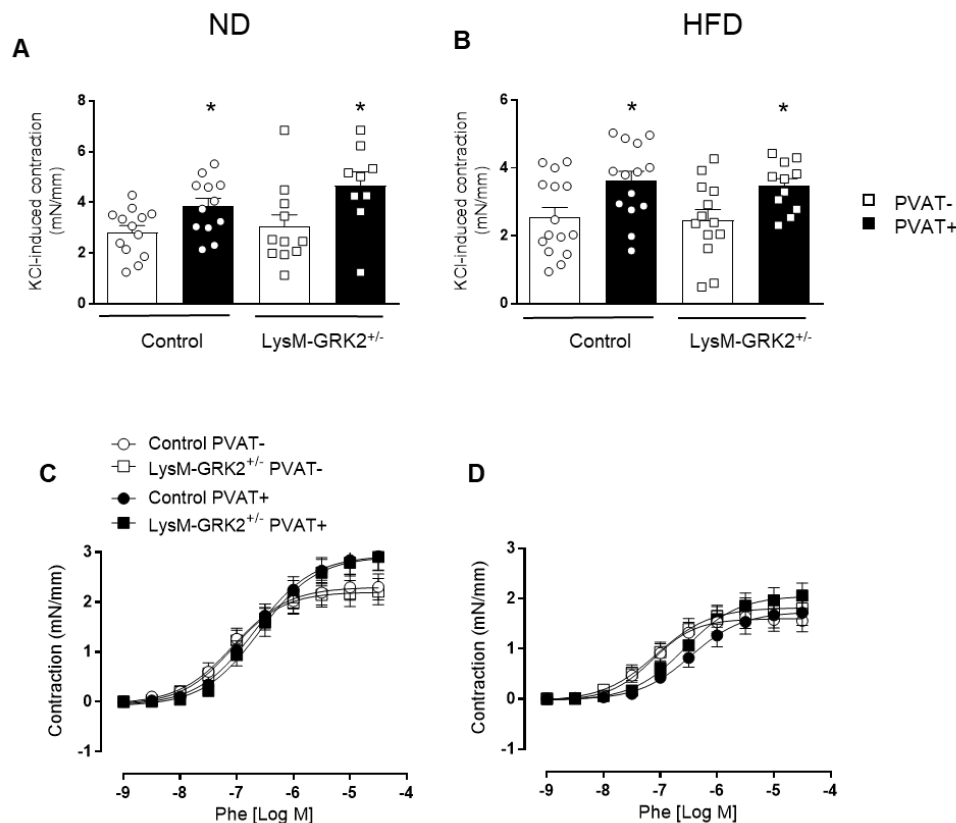 ND
HFD
A
B
KCl-induced contraction
(mN/mm)
8
6
4
2
0
*
*
Control
LysM-GRK2+/-
KCl-induced contraction
(mN/mm)
6
4
2
0
*
*
Control
LysM-GRK2+/-
PVAT-
PVAT+
C
Control PVAT-
LysM-GRK2+/- PVAT-
Control PVAT+
LysM-GRK2+/- PVAT+
D
Contraction (mN/mm)
3
2
1
0
-1
-9 -8 -7 -6 -5 -4
Phe [Log M]
Contraction (mN/mm)
3
2
1
0
-1
-9 -8 -7 -6 -5 -4
Phe [Log M]